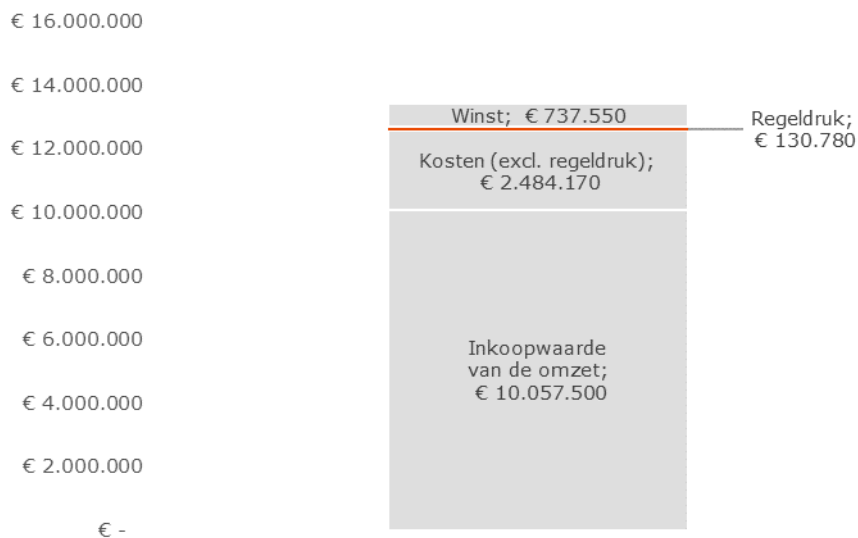 € 16.000.000
€ 14.000.000
€ 12.000.000
€ 10.000.000
€ 8.000.000
€ 6.000.000
€ 4.000.000
€ 2.000.000
€ -
Winst; € 737.550
Regeldruk;
€ 130.780
Kosten (excl. regeldruk);
€ 2.484.170
Inkoopwaarde
van de omzet;
€ 10.057.500